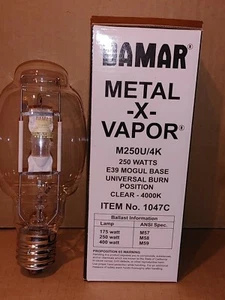 DAMAR®
METAL
-X-
VAPOR®
M250U/4K
250 WATTS
E39 MOGUL BASE
UNIVERSAL BURN
POSITION
CLEAR - 4000K
ITEM No. 1047C
Ballast Information
Lamp ANSI Spec.
175 watt M57
250 watt M58
400 watt M59